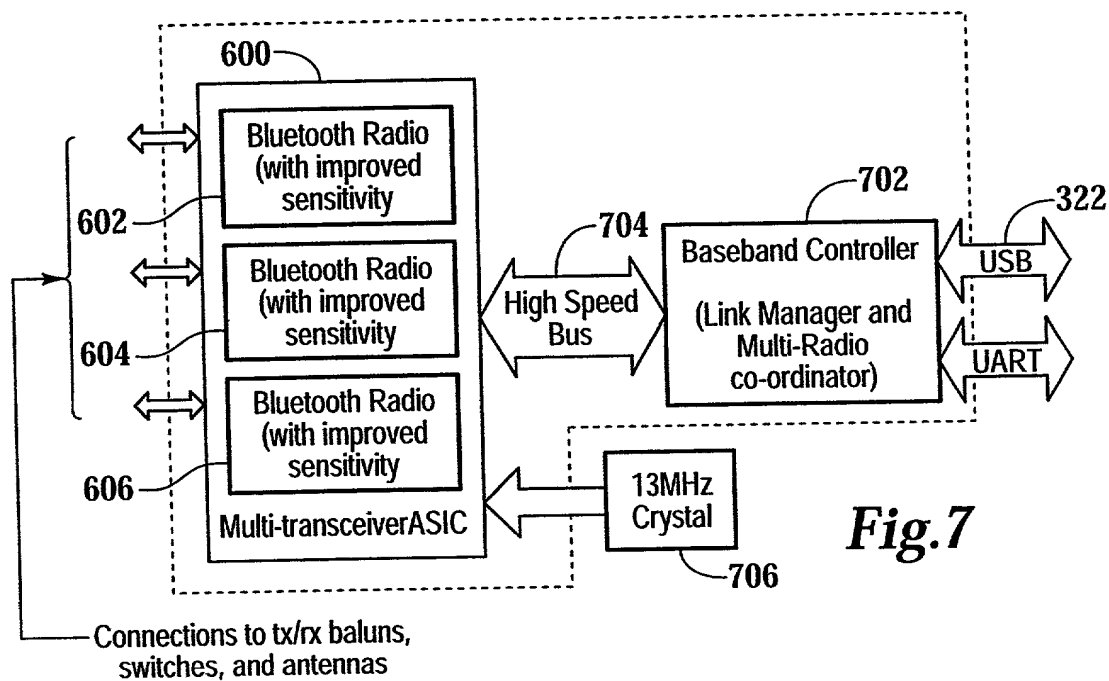 600
Bluetooth Radio
(with improved
sensitivity
602
Bluetooth Radio
(with improved
sensitivity
604
Bluetooth Radio
(with improved
sensitivity
606
Multi-transceiverASIC
704
High Speed
Bus
702
Baseband Controller
(Link Manager and
Multi-Radio
co-ordinator)
322
USB
UART
13MHz
Crystal
706
Fig.7
Connections to tx/rx baluns,
switches, and antennas